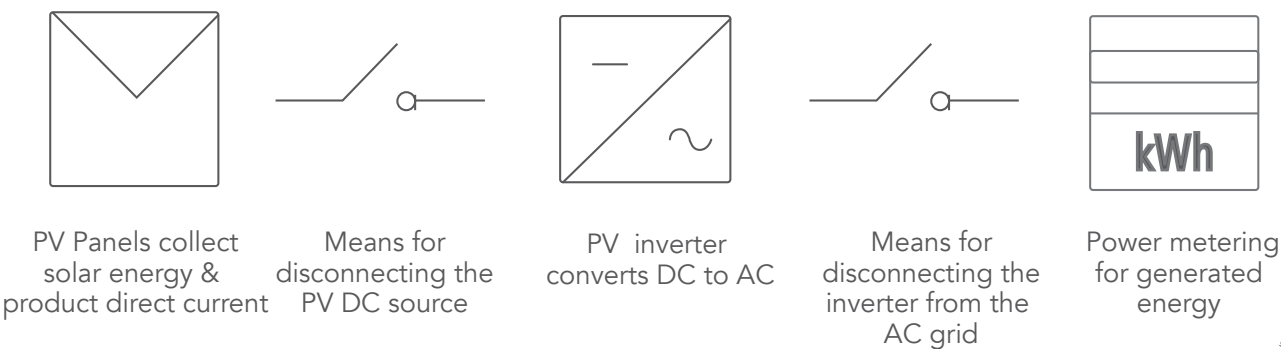 kWh
PV Panels collect
solar energy &
product direct current
Means for
disconnecting the
PV DC source
PV inverter
converts DC to AC
Means for
disconnecting the
inverter from the
AC grid
Power metering
for generated
energy